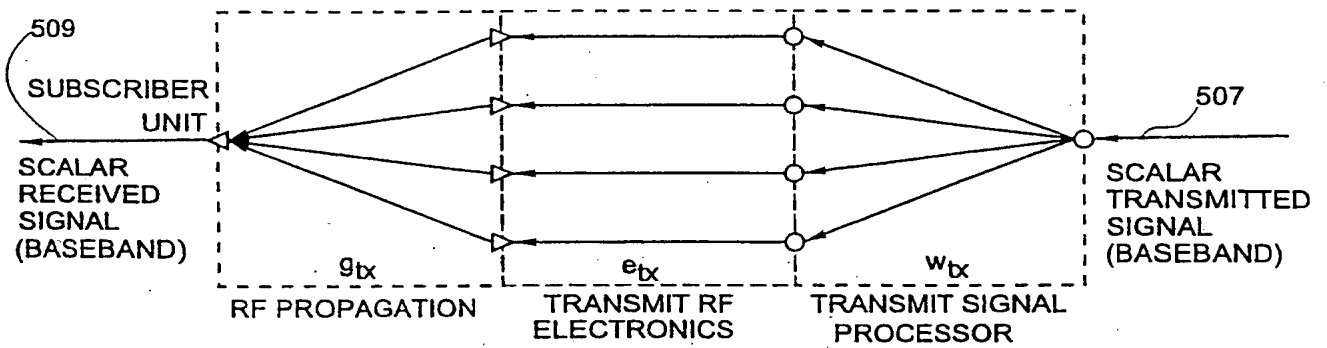 509
SUBSCRIBER
UNIT
SCALAR
RECEIVED
SIGNAL
(BASEBAND)
gtx
RF PROPAGATION
etx
TRANSMIT RF
ELECTRONICS
wtx
TRANSMIT SIGNAL
PROCESSOR
507
SCALAR
TRANSMITTED
SIGNAL
(BASEBAND)